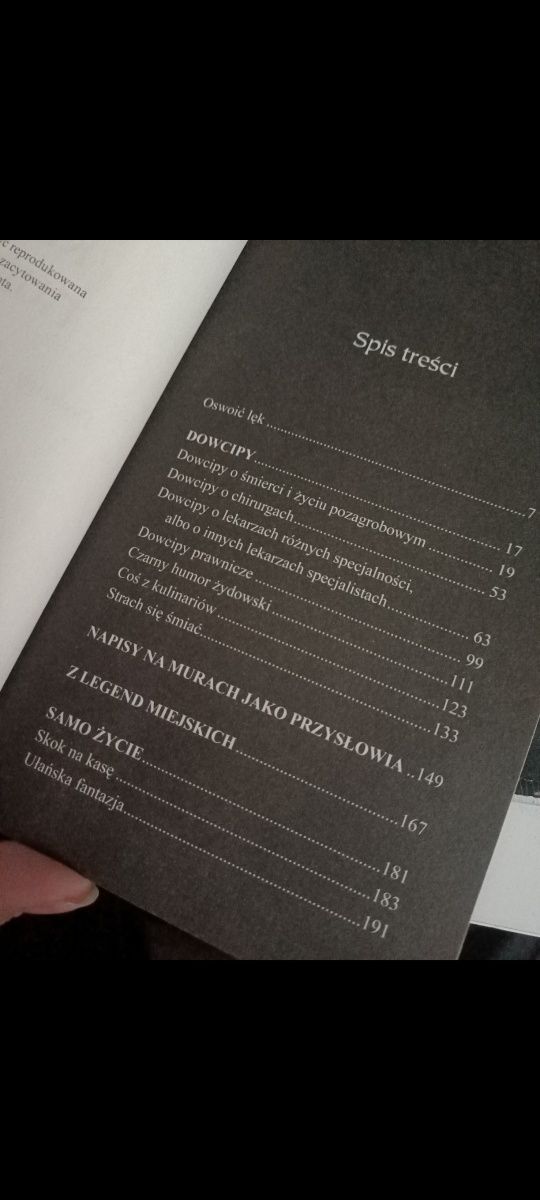 ć reprodukowana
zacytowania
ta.
Spis treści
Oswoić lęk ........ 7
DOWCIPY ........ 17
Dowcipy o śmierci i życiu pozagrobowym ........ 19
Dowcipy o chirurgach ........ 53
Dowcipy o lekarzach różnych specjalności,
albo o innych lekarzach specjalistach ........ 63
Dowcipy prawnicze ........ 99
Czarny humor żydowski ........ 111
Coś z kulinariów ........ 123
Strach się śmiać ........ 133
NAPISY NA MURACH JAKO PRZYSŁOWIA ..149
Z LEGEND MIEJSKICH ........ 167
SAMO ŻYCIE ........ 181
Skok na kasę ........ 183
Ułańska fantazja ........ 191